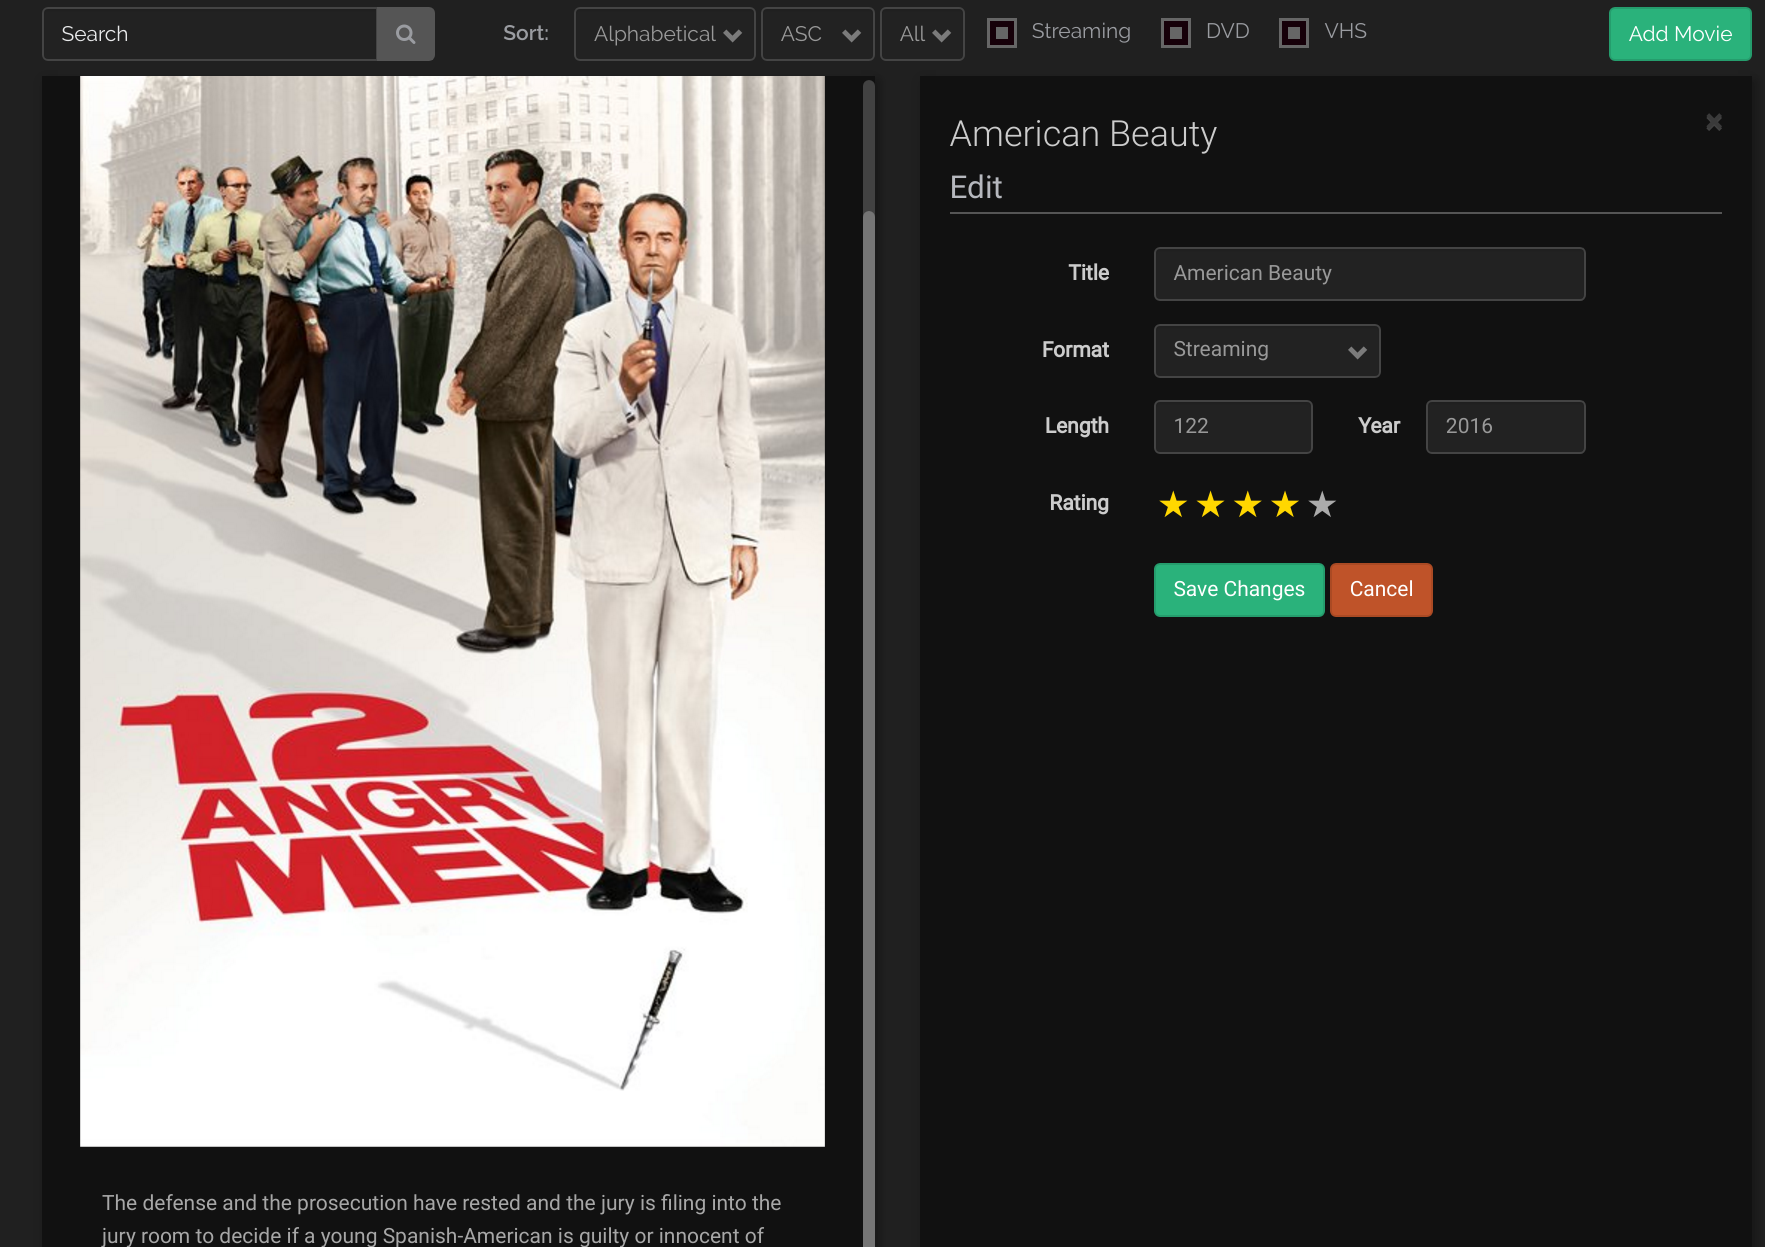 Search
Sort: Alphabetical ASC All Streaming DVD VHS
Add Movie
12
ANGRY
MEN
The defense and the prosecution have rested and the jury is filing into the
jury room to decide if a young Spanish-American is guilty or innocent of
American Beauty
Edit
Title American Beauty
Format Streaming
Length 122 Year 2016
Rating
Save Changes Cancel